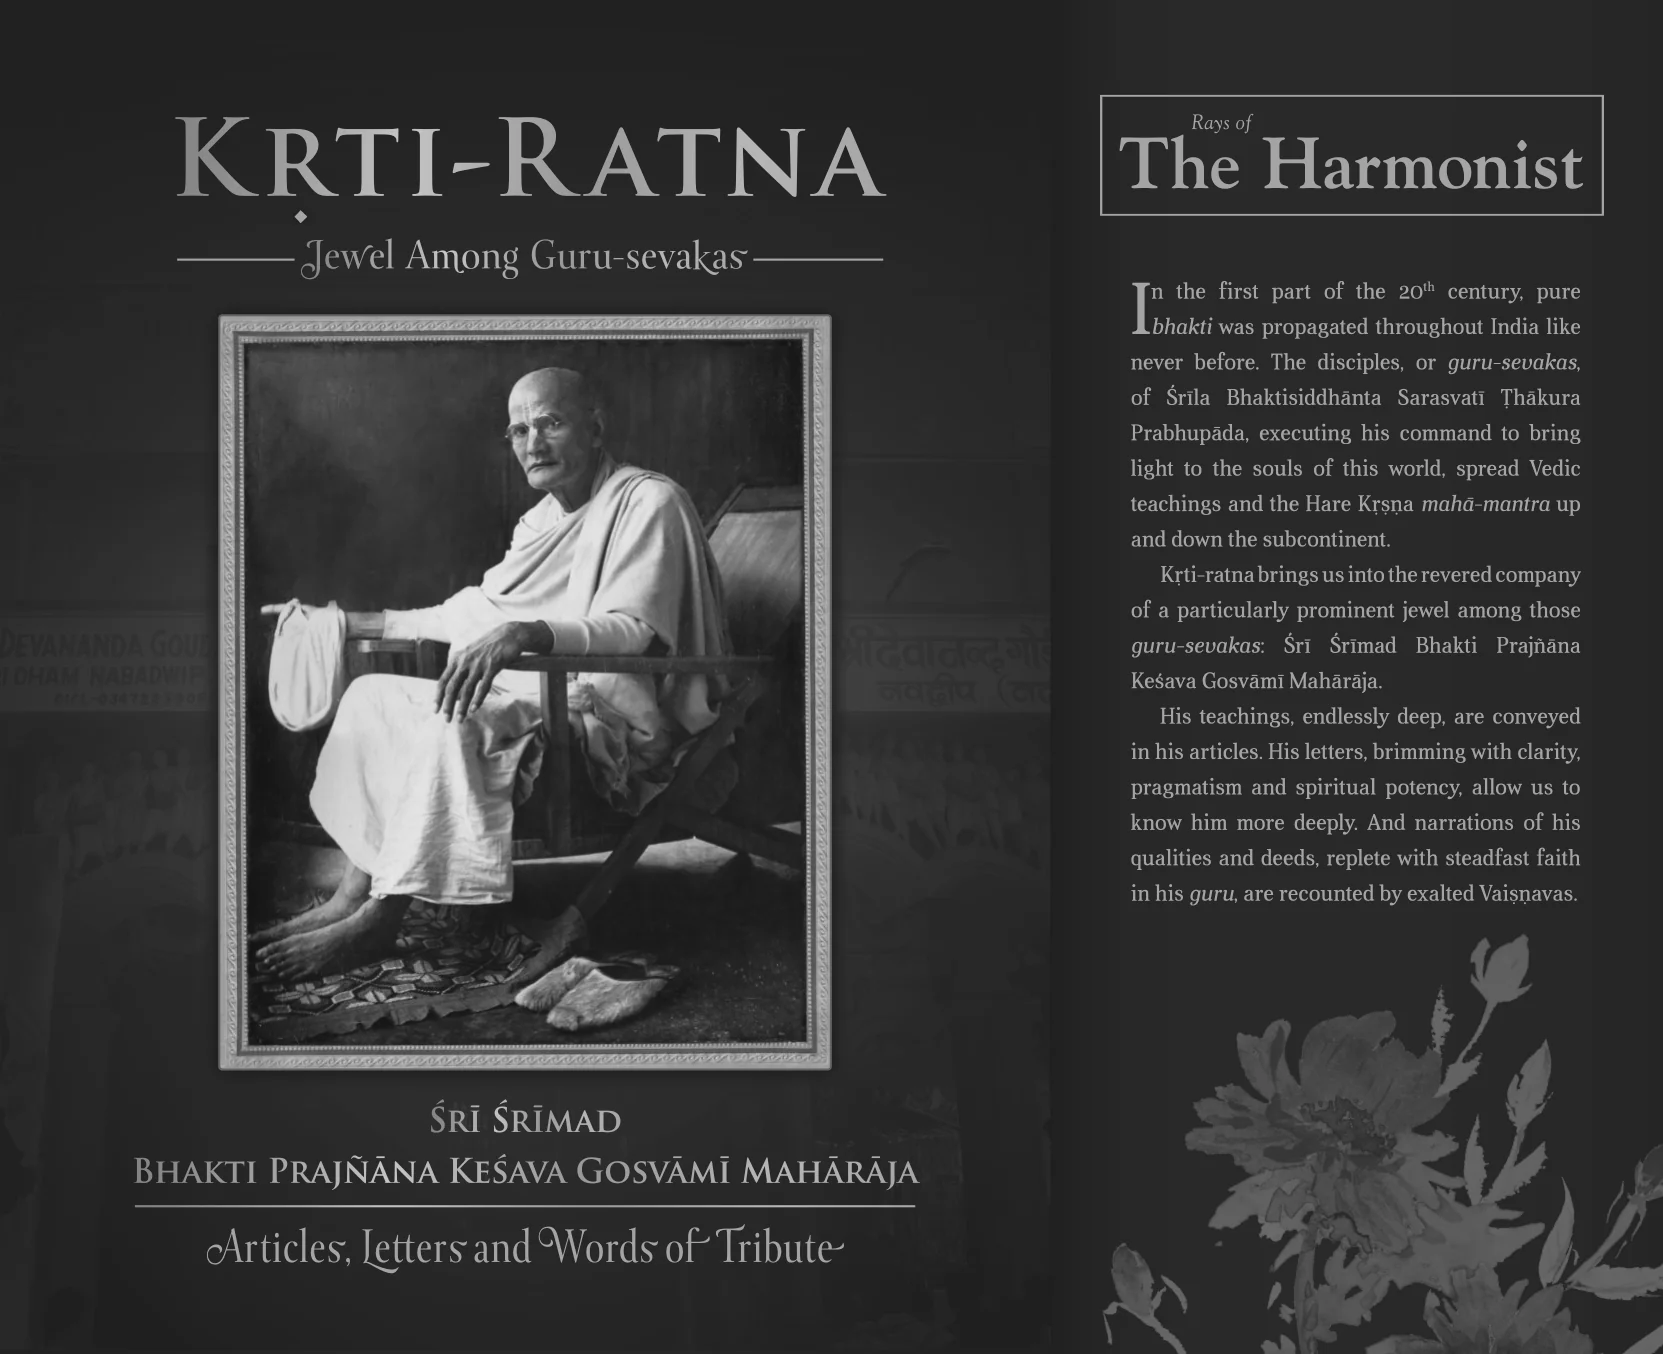 Kṛti-Ratna
Jewel Among Guru-sevakas
DEVANANDA GOUD
DHAM NABADWIP
श्रीदेवानन्द गौड
नवद्वीप
Śrī Śrīmad
Bhakti Prajñāna Keśava Gosvāmī Mahārāja
Articles, Letters and Words of Tribute
Rays of
The Harmonist
In the first part of the 20th century, pure
bhakti was propagated throughout India like
never before. The disciples, or guru-sevakas,
of Śrīla Bhaktisiddhānta Sarasvatī Ṭhākura
Prabhupāda, executing his command to bring
light to the souls of this world, spread Vedic
teachings and the Hare Kṛṣṇa mahā-mantra up
and down the subcontinent.
Kṛti-ratna brings us into the revered company
of a particularly prominent jewel among those
guru-sevakas: Śrī Śrīmad Bhakti Prajñāna
Keśava Gosvāmī Mahārāja.
His teachings, endlessly deep, are conveyed
in his articles. His letters, brimming with clarity,
pragmatism and spiritual potency, allow us to
know him more deeply. And narrations of his
qualities and deeds, replete with steadfast faith
in his guru, are recounted by exalted Vaiṣṇavas.